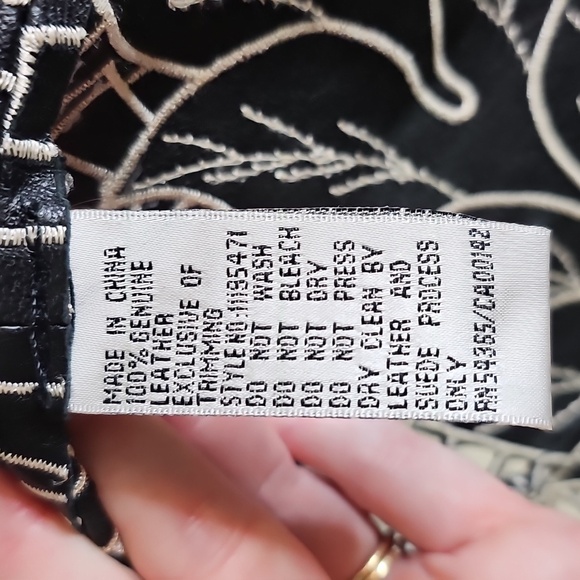 MADE IN CHINA
100% GENUINE
LEATHER
EXCLUSIVE OF
TRIMMING
STYLE NO:11195471
DO NOT WASH
DO NOT BLEACH
DO NOT DRY
DO NOT PRESS
DRY CLEAN BY
LEATHER AND
SUEDE PROCESS
ONLY
RN54365/CA00142